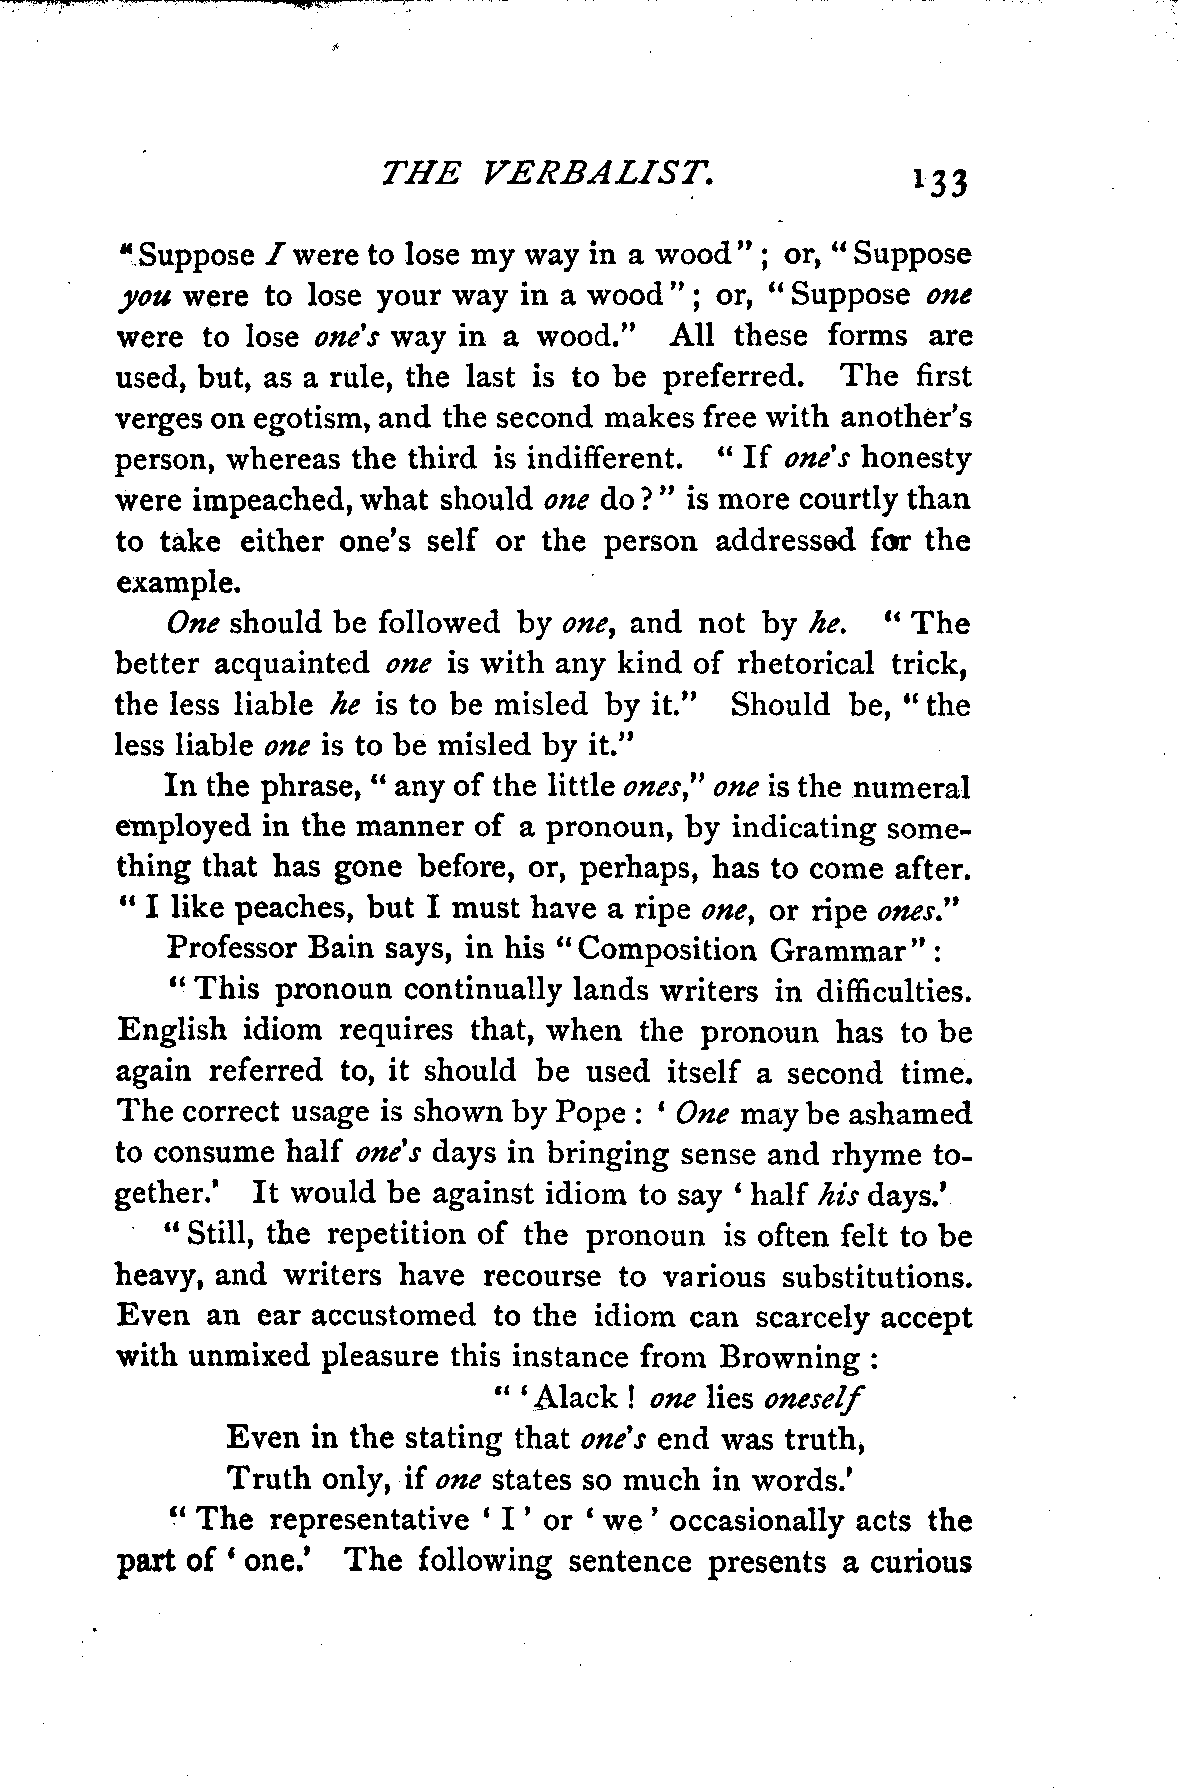 THE VERBALIST. 133
"Suppose I were to lose my way in a wood"; or, "Suppose
you were to lose your way in a wood"; or, "Suppose one
were to lose one's way in a wood." All these forms are
used, but, as a rule, the last is to be preferred. The first
verges on egotism, and the second makes free with another's
person, whereas the third is indifferent. "If one's honesty
were impeached, what should one do?" is more courtly than
to take either one's self or the person addressed for the
example.
One should be followed by one, and not by he. "The
better acquainted one is with any kind of rhetorical trick,
the less liable he is to be misled by it." Should be, "the
less liable one is to be misled by it."
In the phrase, "any of the little ones," one is the numeral
employed in the manner of a pronoun, by indicating some-
thing that has gone before, or, perhaps, has to come after.
"I like peaches, but I must have a ripe one, or ripe ones."
Professor Bain says, in his "Composition Grammar":
"This pronoun continually lands writers in difficulties.
English idiom requires that, when the pronoun has to be
again referred to, it should be used itself a second time.
The correct usage is shown by Pope: 'One may be ashamed
to consume half one's days in bringing sense and rhyme to-
gether.' It would be against idiom to say 'half his days.'
"Still, the repetition of the pronoun is often felt to be
heavy, and writers have recourse to various substitutions.
Even an ear accustomed to the idiom can scarcely accept
with unmixed pleasure this instance from Browning:
"'Alack! one lies oneself
Even in the stating that one's end was truth,
Truth only, if one states so much in words.'
"The representative 'I' or 'we' occasionally acts the
part of 'one.' The following sentence presents a curious